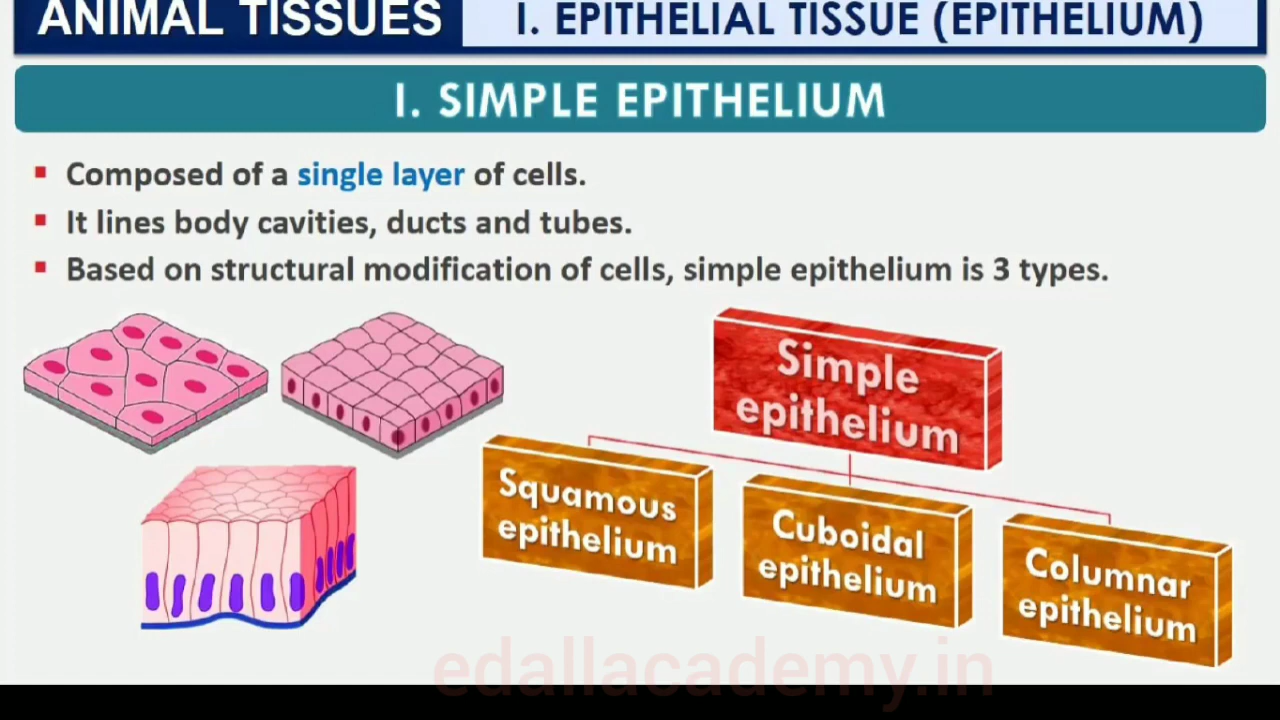 ANIMAL TISSUES
I. EPITHELIAL TISSUE (EPITHELIUM)
I. SIMPLE EPITHELIUM
▪ Composed of a single layer of cells.
▪ It lines body cavities, ducts and tubes.
▪ Based on structural modification of cells, simple epithelium is 3 types.
Simple
epithelium
Squamous
epithelium
Cuboidal
epithelium
Columnar
epithelium
edallacademy.in